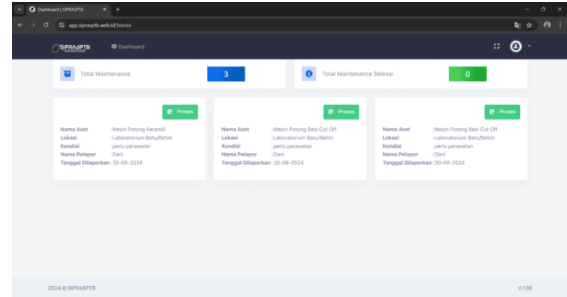 Dashboard | SIPRASPTB
app.siprasptb.web.id/teknisi
SIPRASPTB
Dashboard
Total Maintenance
3
Total Maintenance Selesai
0
Proses
Nama Aset : Mesin Potong Keramik
Lokasi : Laboratorium Batu/Beton
Kondisi : perlu perawatan
Nama Pelapor : Dani
Tanggal Dilaporkan : 30-06-2024
Proses
Nama Aset : Mesin Potong Besi Cut Off
Lokasi : Laboratorium Batu/Beton
Kondisi : perlu perawatan
Nama Pelapor : Dani
Tanggal Dilaporkan : 30-06-2024
Proses
Nama Aset : Mesin Potong Besi Cut Off
Lokasi : Laboratorium Batu/Beton
Kondisi : perlu perawatan
Nama Pelapor : Dani
Tanggal Dilaporkan : 30-06-2024
2024 @ SIPRASPTB